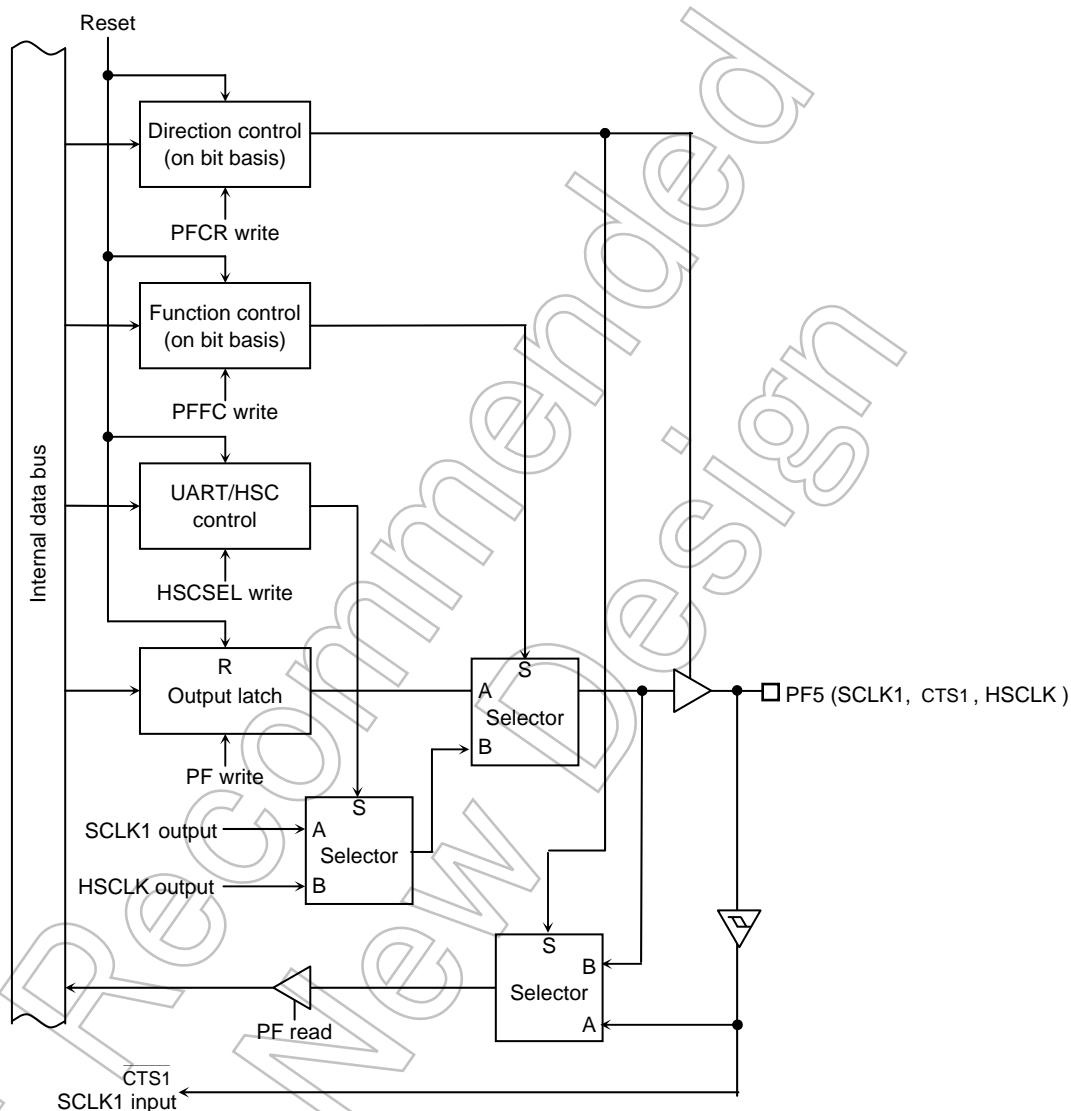 Reset
Direction control
(on bit basis)
PFCR write
Function control
(on bit basis)
PFFC write
UART/HSC
control
HSCSEL write
Internal data bus
R
Output latch
PF write
S
A
Selector
B
PF5 (SCLK1, CTS1, HSCLK )
SCLK1 output
HSCLK output
S
A
Selector
B
S
B
Selector
A
PF read
CTS1
SCLK1 input
Recommended
New Design